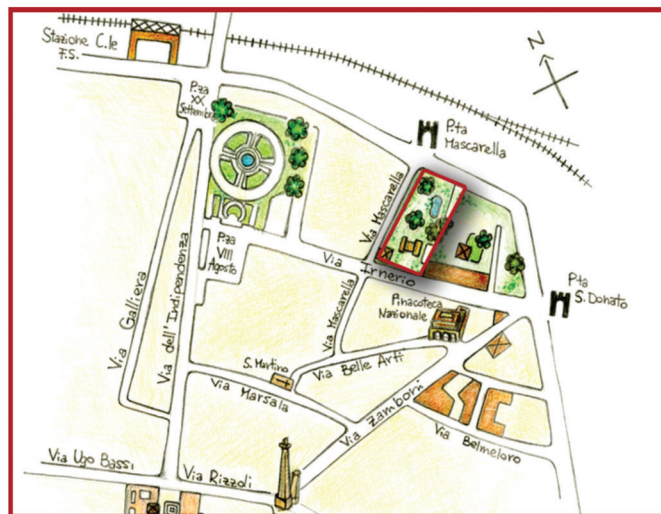 Stazione C.le
F.S.
P.za
XX
Settembre
N
P.ta
Mascarella
Via Mascarella
Via Irnerio
P.za
VIII
Agosto
Via Galliera
Via dell'Indipendenza
Via Mascarella
Pinacoteca
Nazionale
P.ta
S. Donato
S. Martino
Via Belle Arti
Via Marsala
Via Zamboni
Via Belmeloro
Via Ugo Bassi
Via Rizzoli